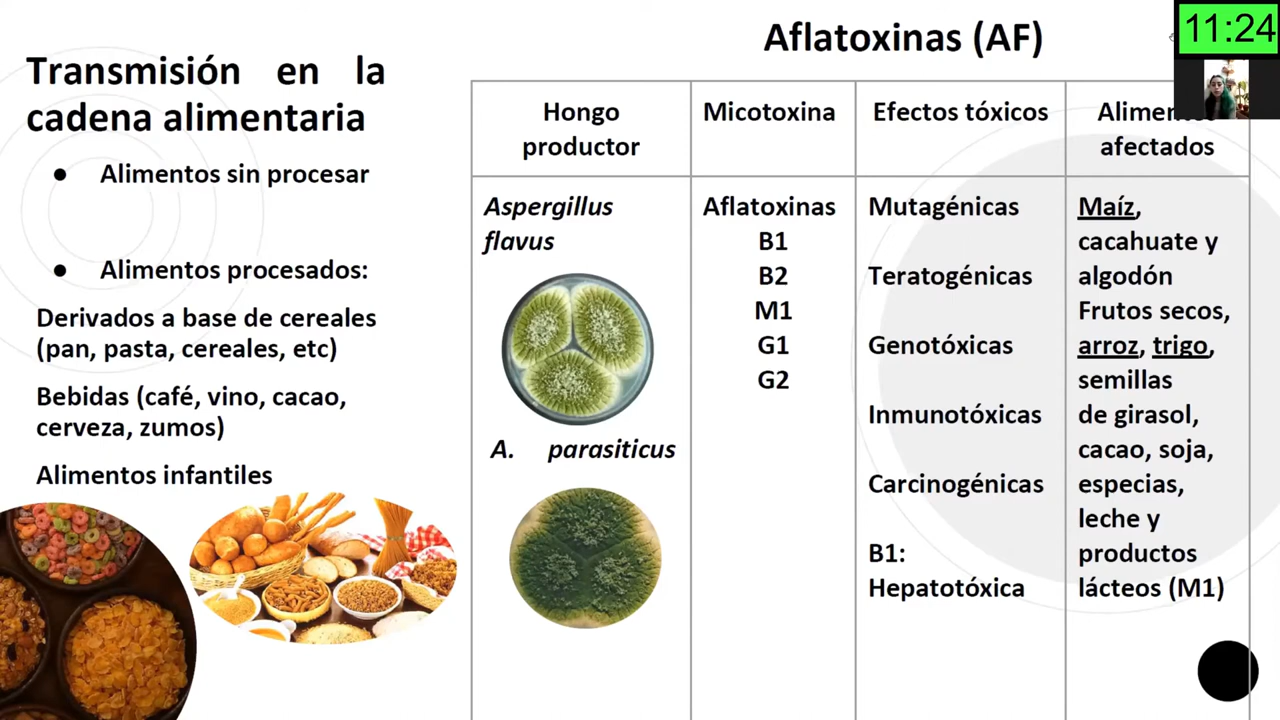 11:24
Aflatoxinas (AF)
Transmisión en la
cadena alimentaria
● Alimentos sin procesar
● Alimentos procesados:
Derivados a base de cereales
(pan, pasta, cereales, etc)
Bebidas (café, vino, cacao,
cerveza, zumos)
Alimentos infantiles
Hongo
productor
Micotoxina
Efectos tóxicos
afectados
Aspergillus
flavus
A. parasiticus
Aflatoxinas
B1
B2
M1
G1
G2
Mutagénicas
Teratogénicas
Genotóxicas
Inmunotóxicas
Carcinogénicas
B1:
Hepatotóxica
Maíz,
cacahuate y
algodón
Frutos secos,
arroz, trigo,
semillas
de girasol,
cacao, soja,
especias,
leche y
productos
lácteos (M1)